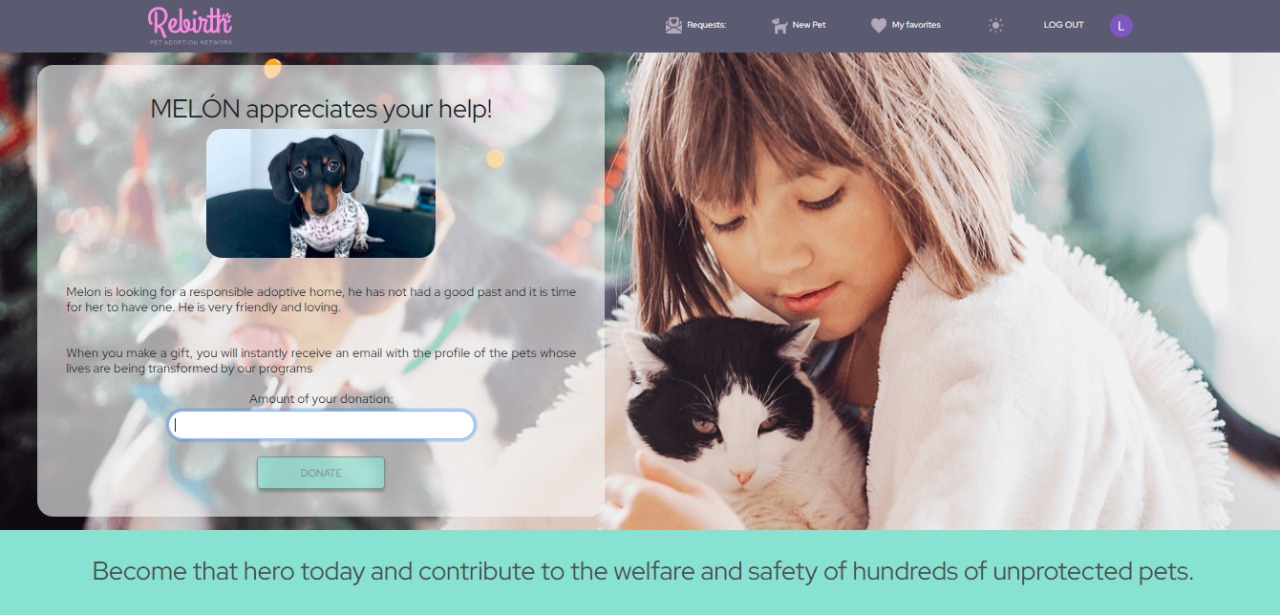 Rebirth
PET ADOPTION NETWORK
Requests:
New Pet
My favorites
LOG OUT
L
MELÓN appreciates your help!
Melon is looking for a responsible adoptive home, he has not had a good past and it is time
for her to have one. He is very friendly and loving.
When you make a gift, you will instantly receive an email with the profile of the pets whose
lives are being transformed by our programs
Amount of your donation:
DONATE
Become that hero today and contribute to the welfare and safety of hundreds of unprotected pets.